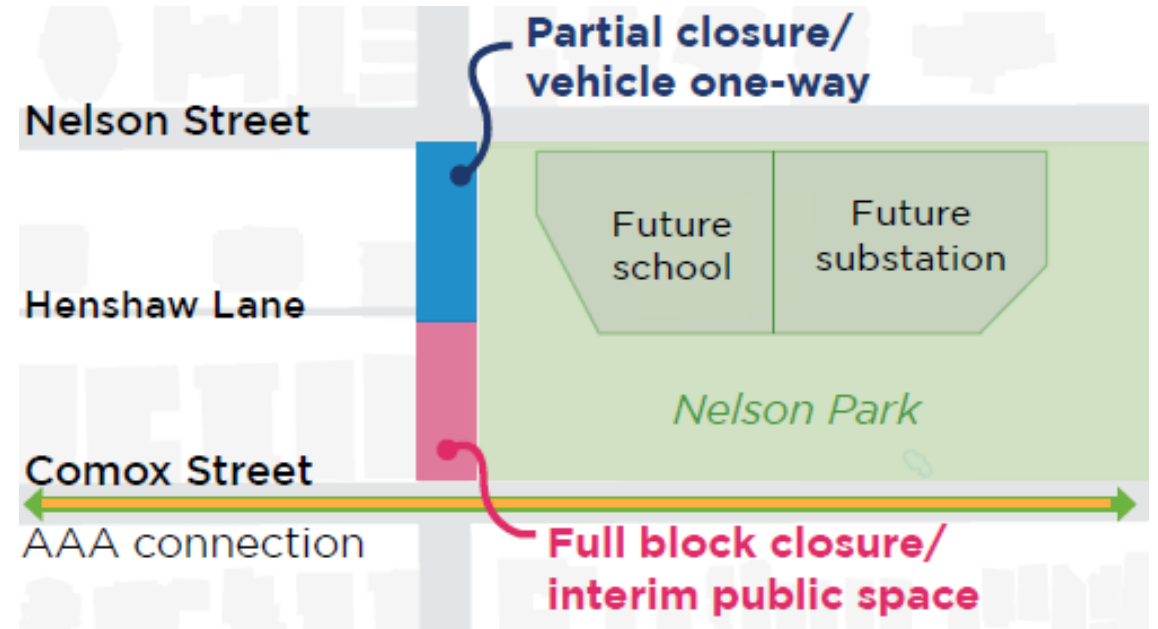 Partial closure/
vehicle one-way
Nelson Street
Future
school
Future
substation
Henshaw Lane
Nelson Park
Comox Street
AAA connection
Full block closure/
interim public space